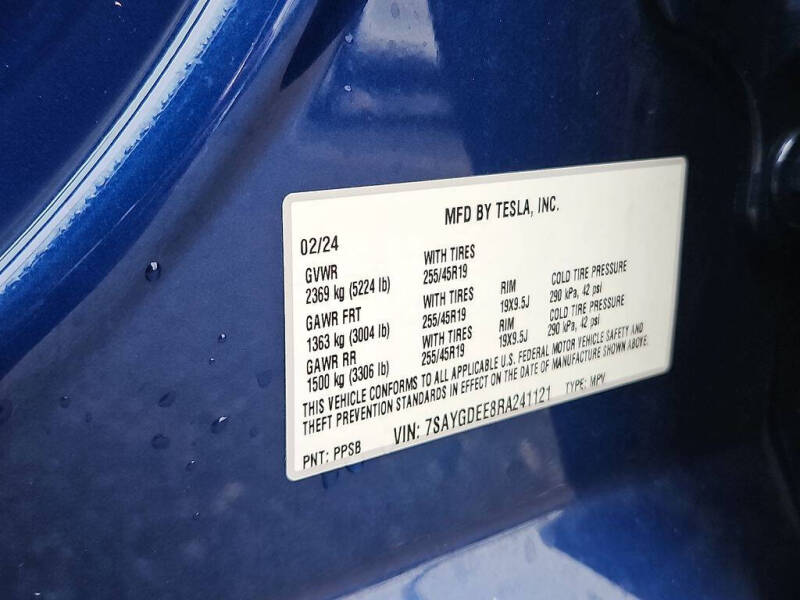 MFD BY TESLA, INC.
02/24
GVWR WITH TIRES
2369 kg (5224 lb) 255/45R19
GAWR FRT WITH TIRES RIM COLD TIRE PRESSURE
1363 kg (3004 lb) 255/45R19 19X9.5J 290 kPa, 42 psi
GAWR RR WITH TIRES RIM COLD TIRE PRESSURE
1500 kg (3306 lb) 255/45R19 19X9.5J 290 kPa, 42 psi
THIS VEHICLE CONFORMS TO ALL APPLICABLE U.S. FEDERAL MOTOR VEHICLE SAFETY AND
THEFT PREVENTION STANDARDS IN EFFECT ON THE DATE OF MANUFACTURE SHOWN ABOVE.
PNT: PPSB VIN: 7SAYGDEE8RA241121 TYPE: MPV